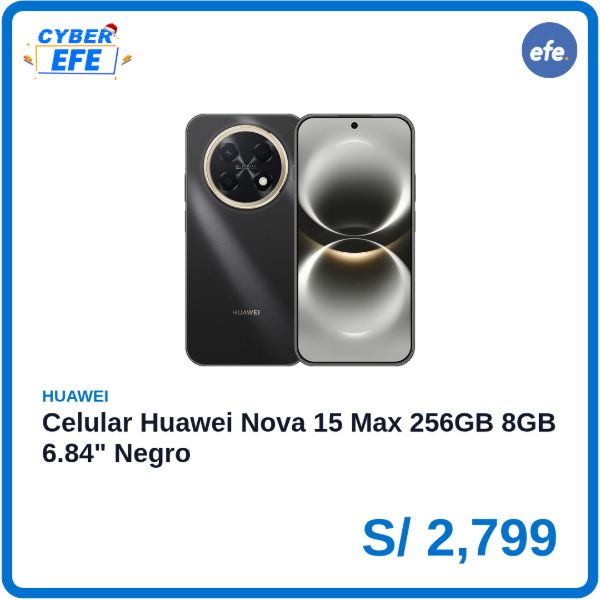 CYBER
EFE
efe.
HUAWEI
HUAWEI
Celular Huawei Nova 15 Max 256GB 8GB
6.84" Negro
S/ 2,799